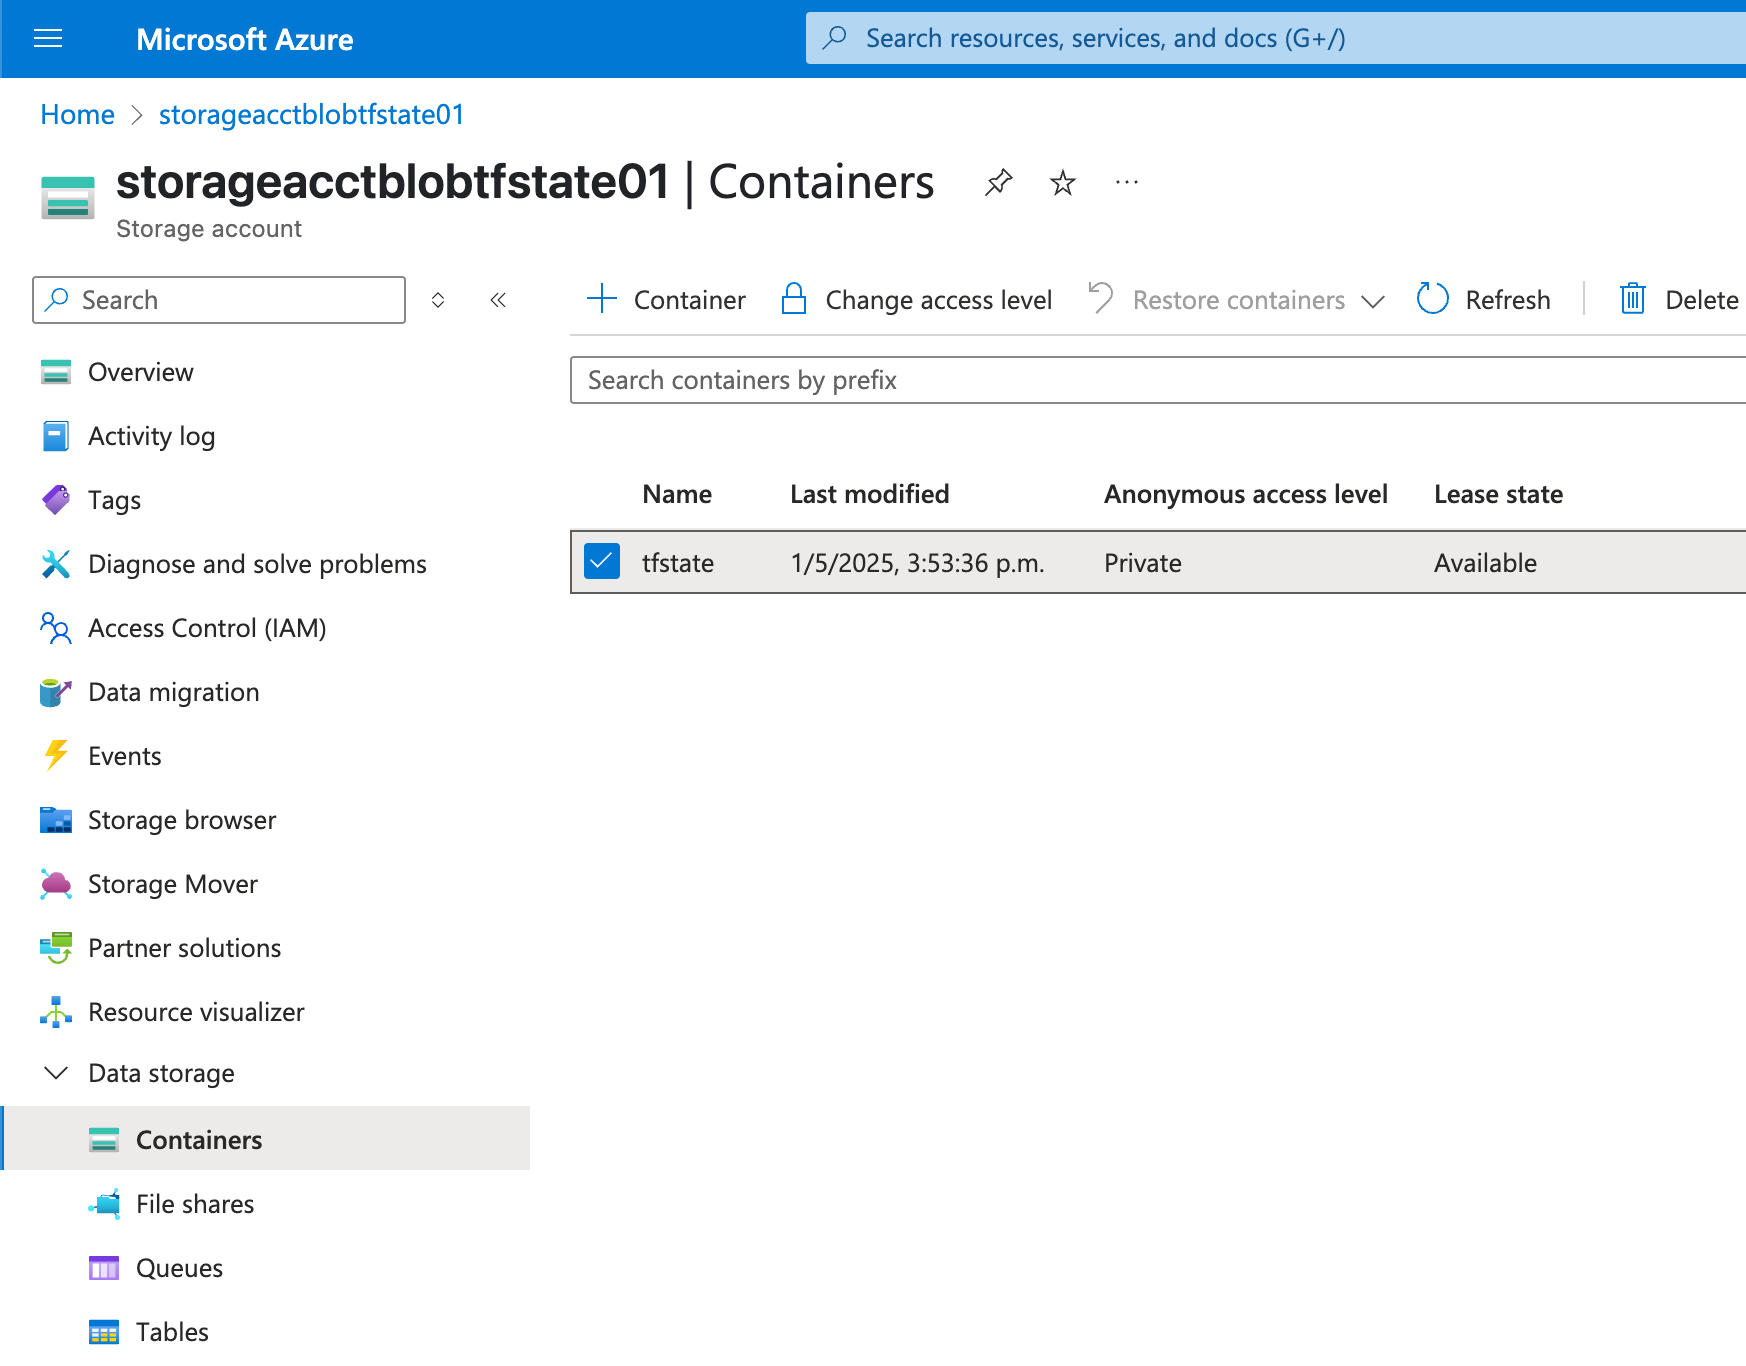 Microsoft Azure
Search resources, services, and docs (G+/)
Home > storageacctblobtfstate01
storageacctblobtfstate01 | Containers
Storage account
Search
Container
Change access level
Restore containers
Refresh
Delete
Search containers by prefix
Name Last modified Anonymous access level Lease state
tfstate 1/5/2025, 3:53:36 p.m. Private Available
Overview
Activity log
Tags
Diagnose and solve problems
Access Control (IAM)
Data migration
Events
Storage browser
Storage Mover
Partner solutions
Resource visualizer
Data storage
Containers
File shares
Queues
Tables